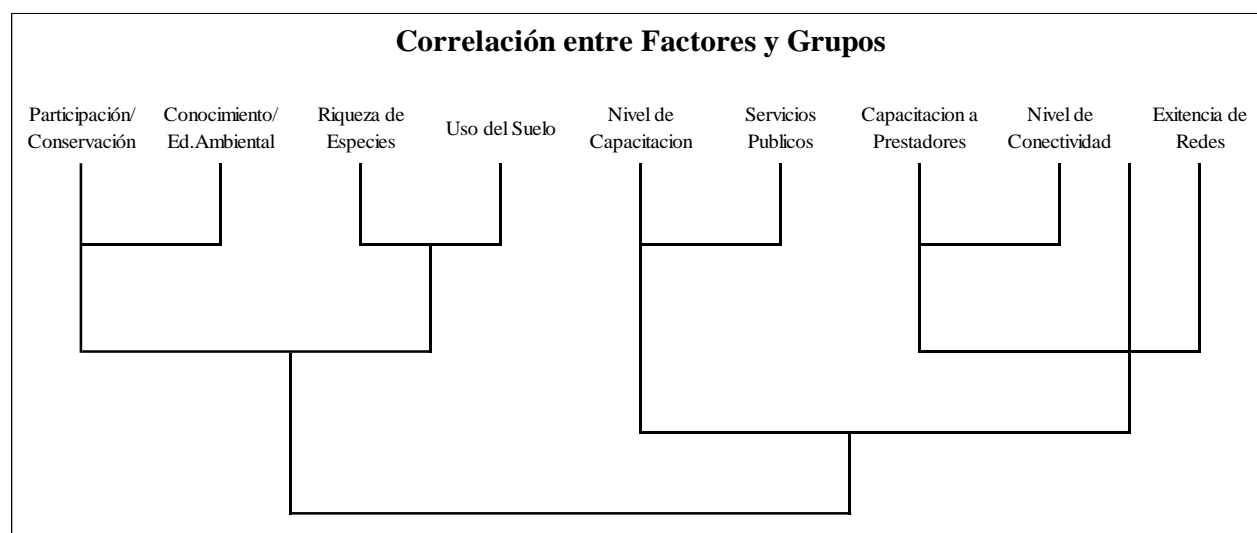 Correlación entre Factores y Grupos
Participación/
Conservación
Conocimiento/
Ed.Ambiental
Riqueza de
Especies
Uso del Suelo
Nivel de
Capacitacion
Servicios
Publicos
Capacitacion a
Prestadores
Nivel de
Conectividad
Exitencia de
Redes